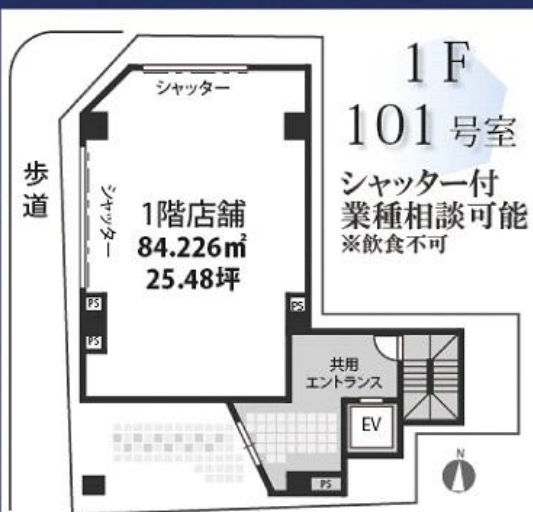 1F
101号室
シャッター付
業種相談可能
※飲食不可
シャッター
歩道
シャッター
1階店舗
84.226㎡
25.48坪
PS
PS
PS
共用
エントランス
EV
PS
N